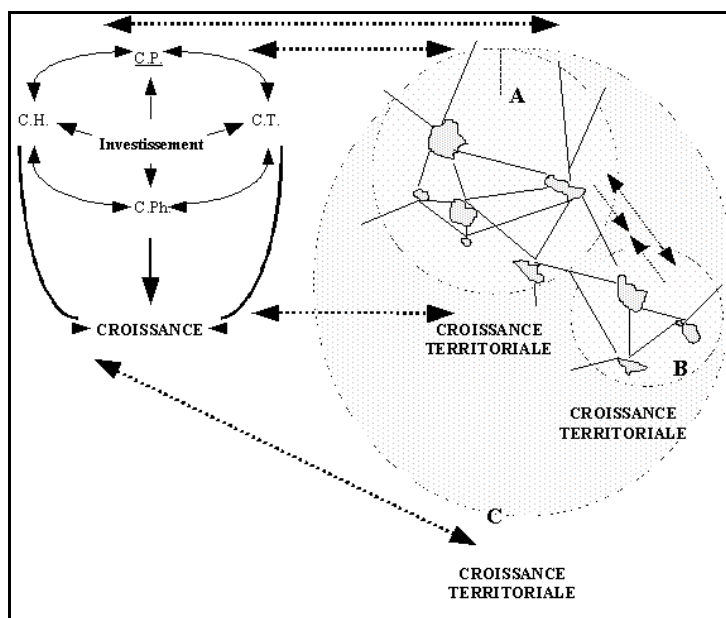 C.P.
A
C.H.
C.T.
Investissement
C.Ph.
CROISSANCE
CROISSANCE
TERRITORIALE
B
CROISSANCE
TERRITORIALE
C
CROISSANCE
TERRITORIALE